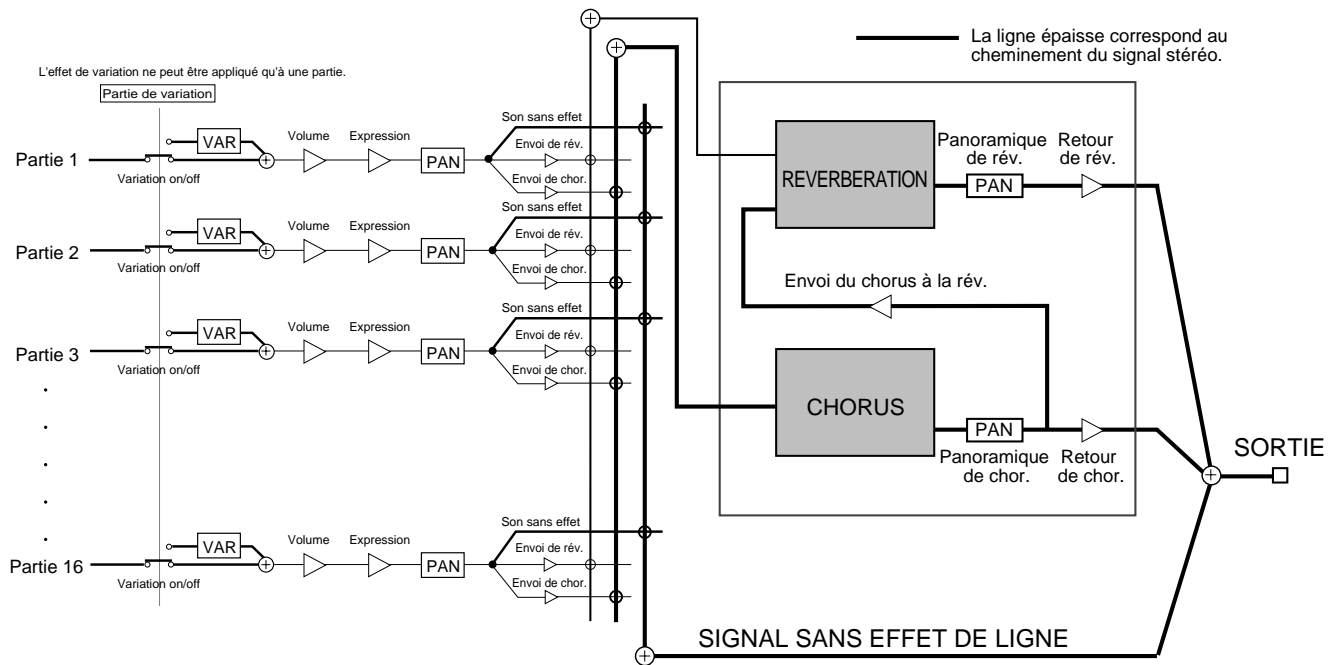 La ligne épaisse correspond au
cheminement du signal stéréo.
L'effet de variation ne peut être appliqué qu'à une partie.
Partie de variation
Partie 1
VAR
Variation on/off
Volume
Expression
PAN
Son sans effet
Envoi de rév.
Envoi de chor.
Partie 2
VAR
Variation on/off
Volume
Expression
PAN
Son sans effet
Envoi de rév.
Envoi de chor.
Partie 3
VAR
Variation on/off
Volume
Expression
PAN
Son sans effet
Envoi de rév.
Envoi de chor.
Partie 16
VAR
Variation on/off
Volume
Expression
PAN
Son sans effet
Envoi de rév.
Envoi de chor.
REVERBERATION
Panoramique
de rév.
PAN
Retour
de rév.
Envoi du chorus à la rév.
CHORUS
PAN
Panoramique
de chor.
Retour
de chor.
SORTIE
SIGNAL SANS EFFET DE LIGNE